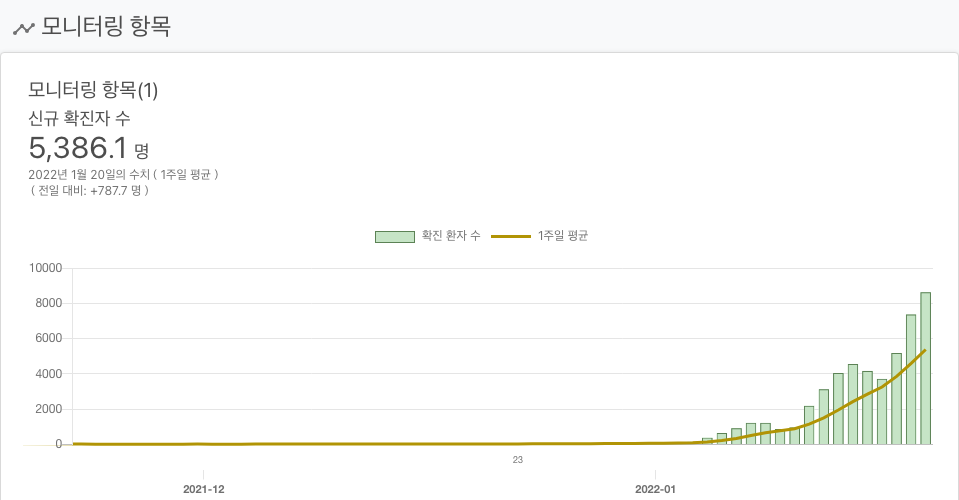 모니터링 항목
모니터링 항목(1)
신규 확진자 수
5,386.1 명
2022년 1월 20일의 수치 ( 1주일 평균 )
( 전일 대비: +787.7 명 )
확진 환자 수 1주일 평균
10000
8000
6000
4000
2000
0
23
2021-12 2022-01